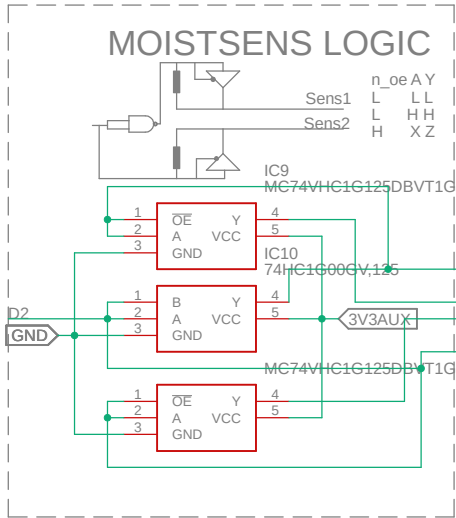 MOISTSENS LOGIC
n_oe A Y
L L L
L H H
H X Z
Sens1
Sens2
IC9
MC74VHC1G125DBVT1G
1 OE Y 4
2 A VCC 5
3 GND
IC10
74HC1G00GV,125
1 B Y 4
2 A VCC 5
3 GND
D2
GND
3V3AUX
MC74VHC1G125DBVT1G
1 OE Y 4
2 A VCC 5
3 GND